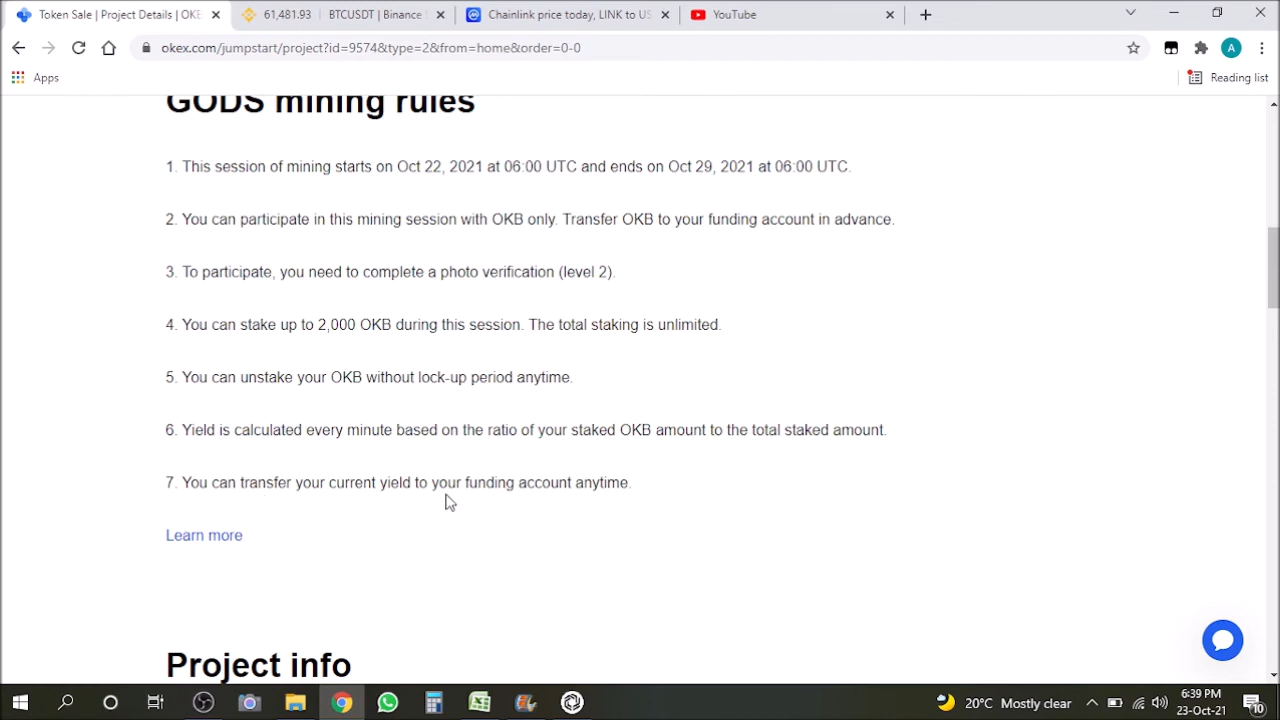 Token Sale | Project Details | OKE
61,481.93 | BTCUSDT | Binance
Chainlink price today, LINK to US
YouTube
okex.com/jumpstart/project?id=9574&type=2&from=home&order=0-0
A
Apps
Reading list
GODS mining rules
1. This session of mining starts on Oct 22, 2021 at 06:00 UTC and ends on Oct 29, 2021 at 06:00 UTC.
2. You can participate in this mining session with OKB only. Transfer OKB to your funding account in advance.
3. To participate, you need to complete a photo verification (level 2).
4. You can stake up to 2,000 OKB during this session. The total staking is unlimited.
5. You can unstake your OKB without lock-up period anytime.
6. Yield is calculated every minute based on the ratio of your staked OKB amount to the total staked amount.
7. You can transfer your current yield to your funding account anytime.
Learn more
Project info
20°C Mostly clear
6:39 PM
23-Oct-21
10